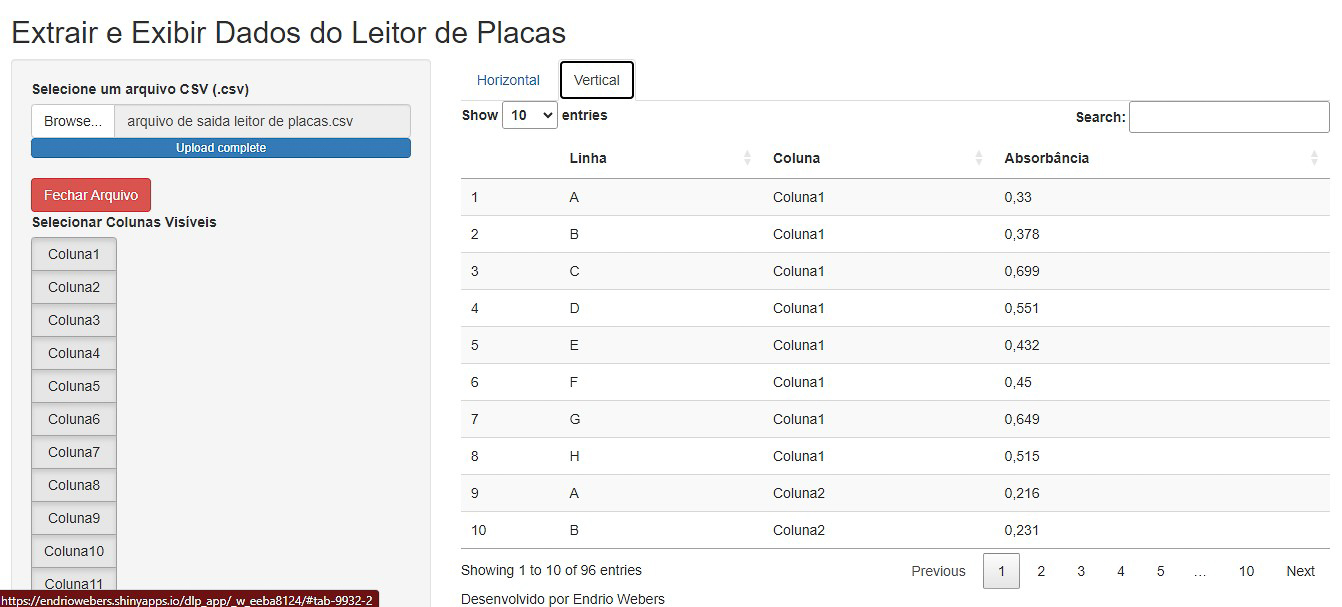 Extrair e Exibir Dados do Leitor de Placas
Selecione um arquivo CSV (.csv)
Browse... arquivo de saida leitor de placas.csv
Upload complete
Fechar Arquivo
Selecionar Colunas Visíveis
Coluna1
Coluna2
Coluna3
Coluna4
Coluna5
Coluna6
Coluna7
Coluna8
Coluna9
Coluna10
Coluna11
https://endriowebers.shinyapps.io/dlp_app/_w_eeba8124/#tab-9932-2
Horizontal Vertical
Show 10 entries Search:
Linha Coluna Absorbância
1 A Coluna1 0,33
2 B Coluna1 0,378
3 C Coluna1 0,699
4 D Coluna1 0,551
5 E Coluna1 0,432
6 F Coluna1 0,45
7 G Coluna1 0,649
8 H Coluna1 0,515
9 A Coluna2 0,216
10 B Coluna2 0,231
Showing 1 to 10 of 96 entries Previous 1 2 3 4 5 … 10 Next
Desenvolvido por Endrio Webers